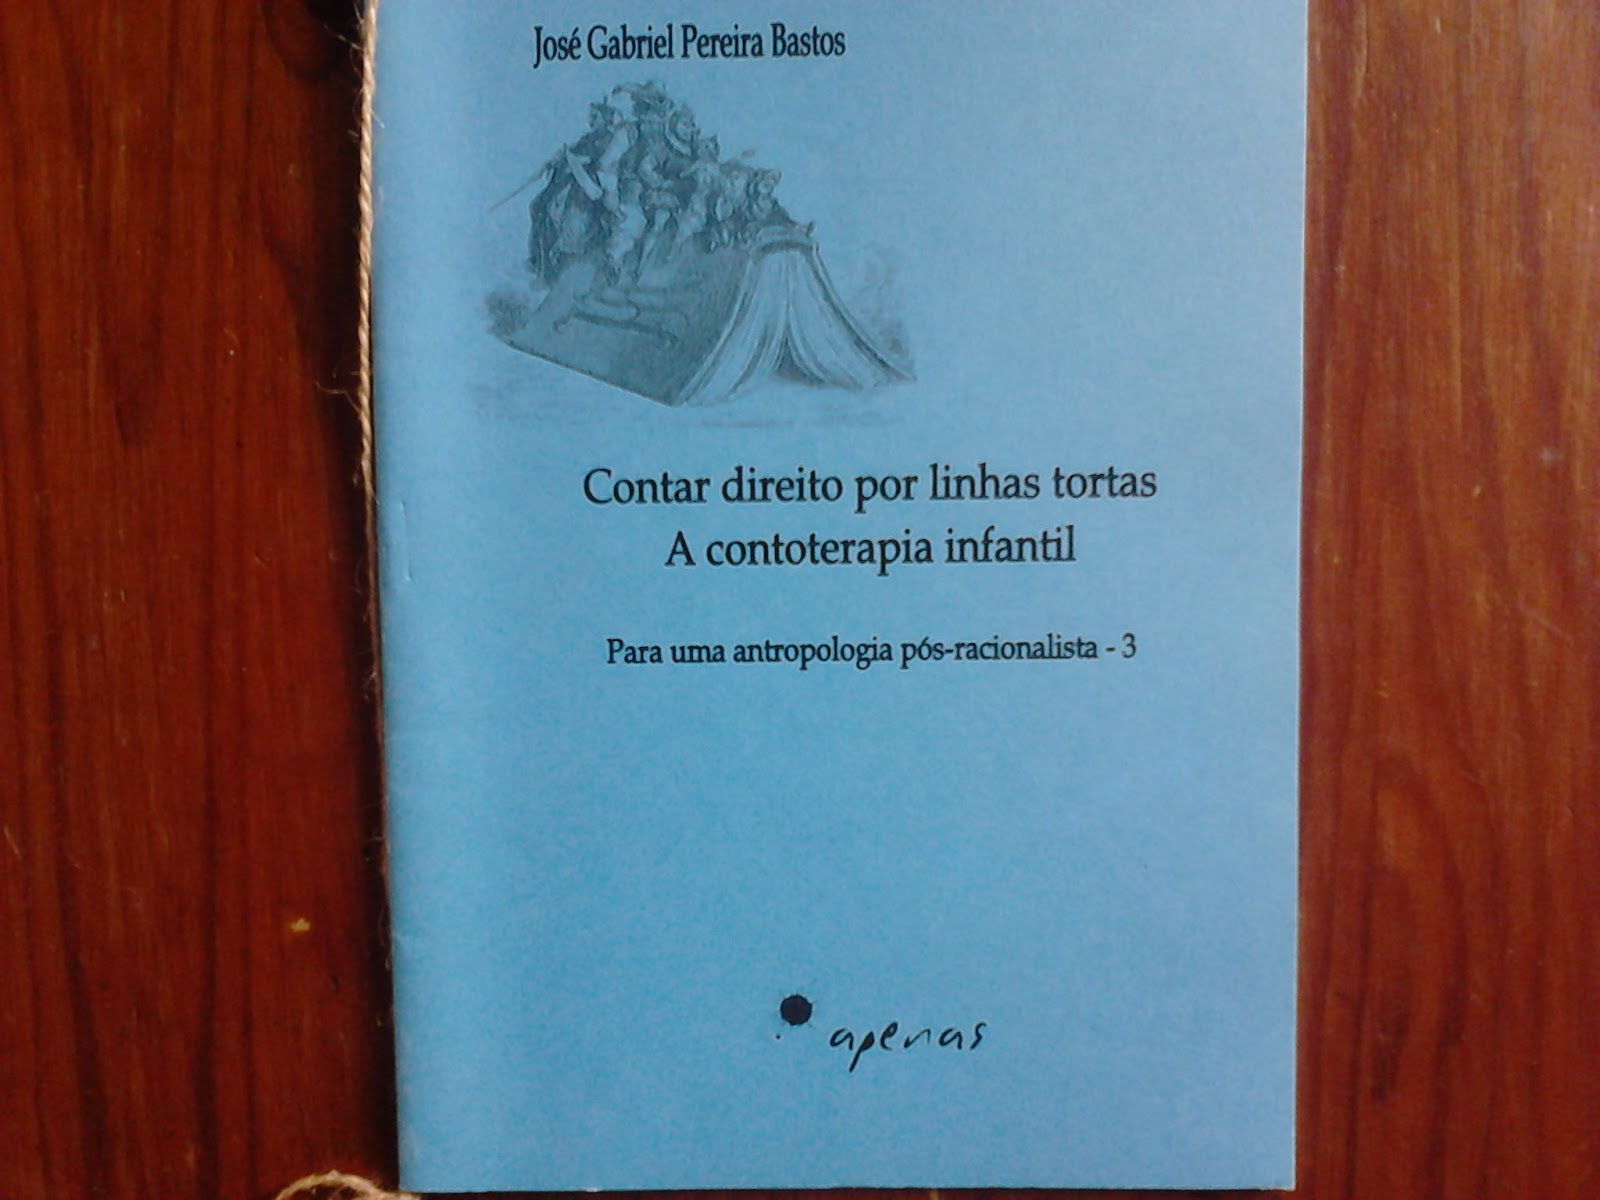 José Gabriel Pereira Bastos
Contar direito por linhas tortas
A contoterapia infantil
Para uma antropologia pós-racionalista - 3
apenas